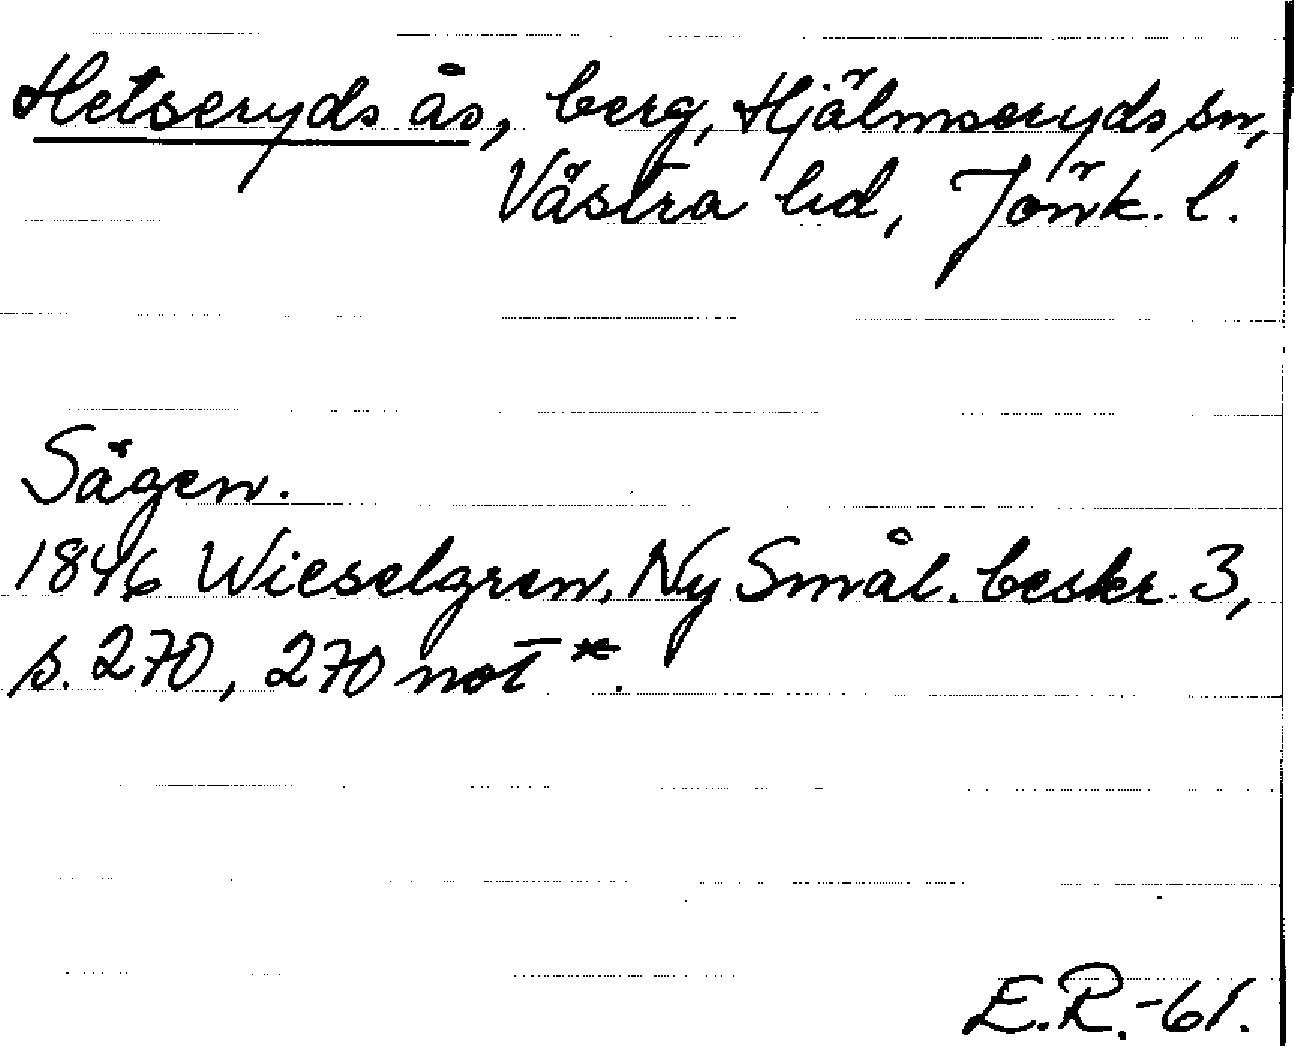 Hetseryds ås, berg, Hjälmseryds sn,
Västra hd, Jönk. l.
Sägen.
1846 Wieselgren, Ny Smål. beskr. 3,
s. 270, 270 not *.
E.R.-61.